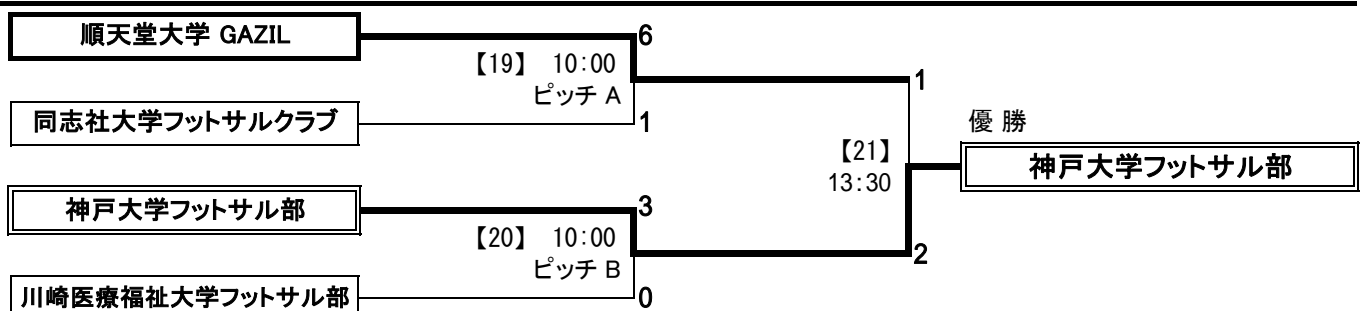 順天堂大学 GAZIL
6
【19】 10:00
ピッチ A
1
同志社大学フットサルクラブ
1
優 勝
【21】
13:30
神戸大学フットサル部
神戸大学フットサル部
3
【20】 10:00
ピッチ B
2
川崎医療福祉大学フットサル部
0